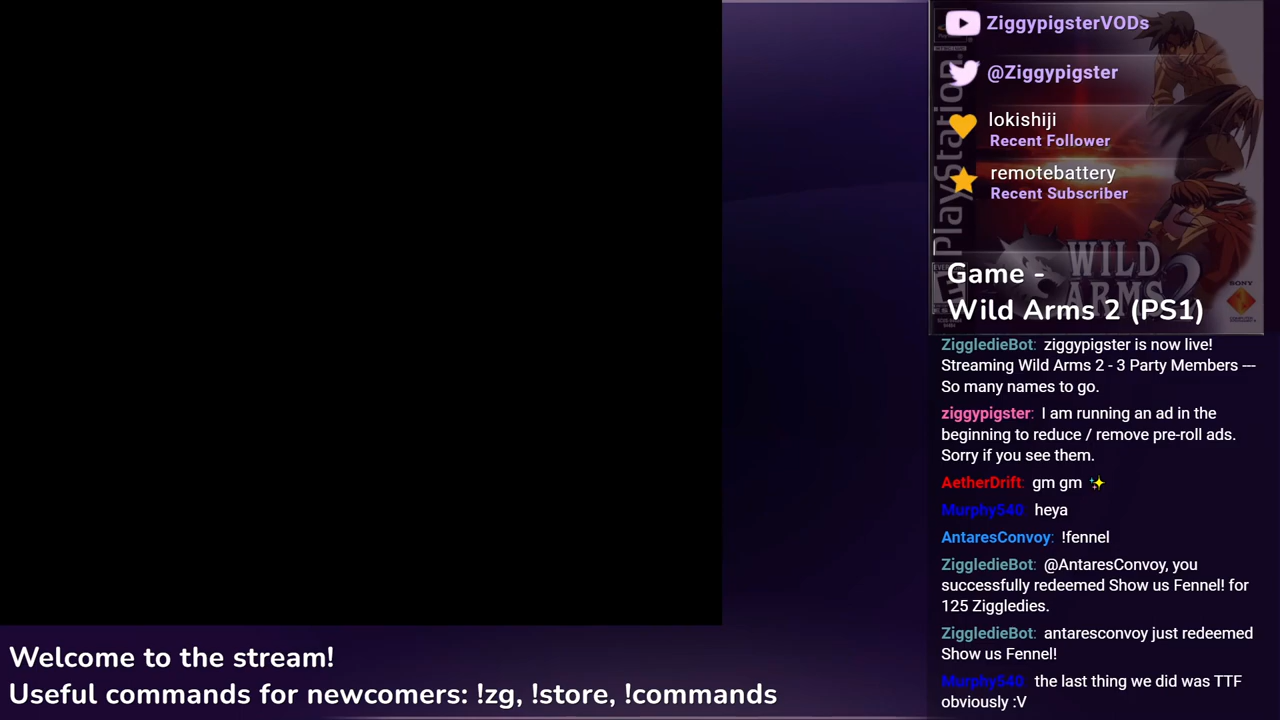 ZiggypigsterVODs
@Ziggypigster
lokishiji
Recent Follower
remotebattery
Recent Subscriber
PlayStation
WILD
ARMS 2
SONY
Game -
Wild Arms 2 (PS1)
ZiggledieBot: ziggypigster is now live!
Streaming Wild Arms 2 - 3 Party Members ---
So many names to go.
ziggypigster: I am running an ad in the
beginning to reduce / remove pre-roll ads.
Sorry if you see them.
AetherDrift: gm gm ✨
Murphy540: heya
AntaresConvoy: !fennel
ZiggledieBot: @AntaresConvoy, you
successfully redeemed Show us Fennel! for
125 Ziggledies.
ZiggledieBot: antaresconvoy just redeemed
Show us Fennel!
Murphy540: the last thing we did was TTF
obviously :V
Welcome to the stream!
Useful commands for newcomers: !zg, !store, !commands